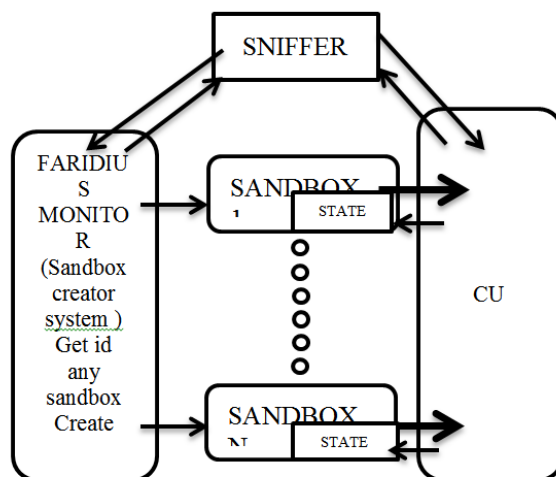 SNIFFER
FARIDIU
S
MONITO
R
(Sandbox
creator
system )
Get id
any
sandbox
Create
SANDBOX
STATE
CU
SANDBOX
STATE